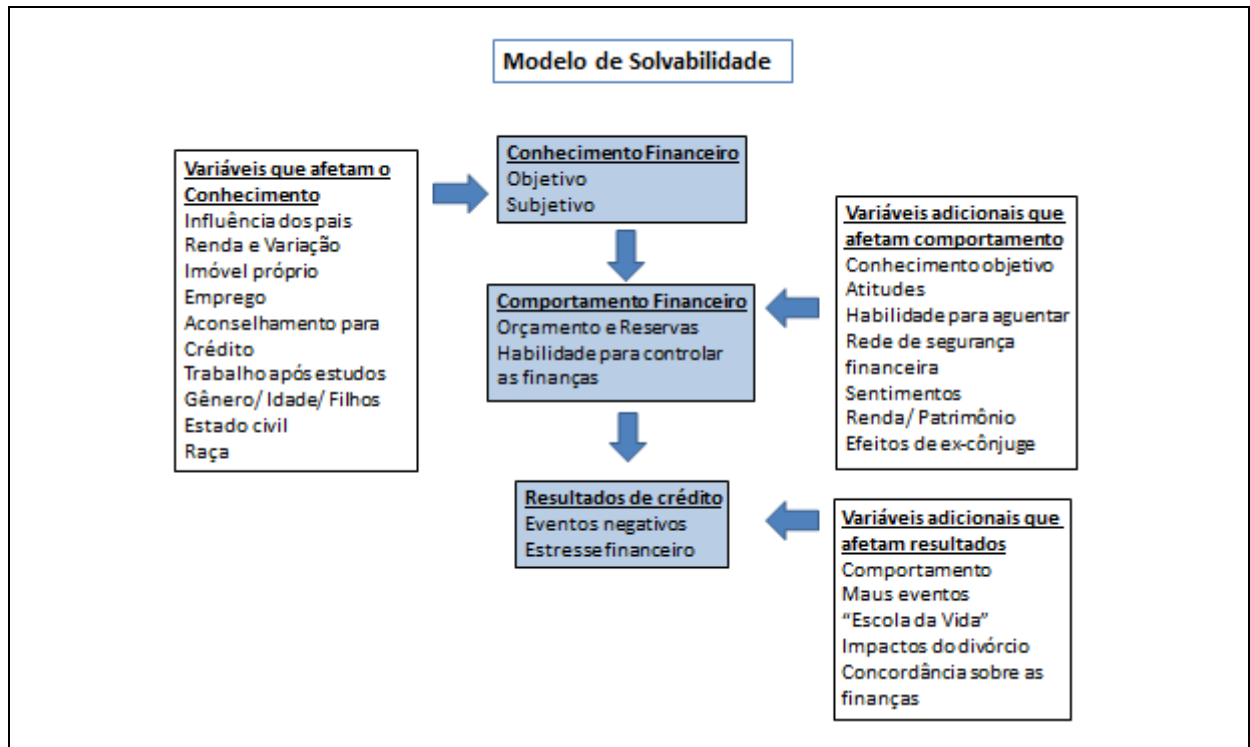 Modelo de Solvabilidade
Variáveis que afetam o
Conhecimento
Influência dos pais
Renda e Variação
Imóvel próprio
Emprego
Aconselhamento para
Crédito
Trabalho após estudos
Gênero/ Idade/ Filhos
Estado civil
Raça
Conhecimento Financeiro
Objetivo
Subjetivo
Comportamento Financeiro
Orçamento e Reservas
Habilidade para controlar
as finanças
Variáveis adicionais que
afetam comportamento
Conhecimento objetivo
Atitudes
Habilidade para aguentar
Rede de segurança
financeira
Sentimentos
Renda/ Patrimônio
Efeitos de ex-cônjuge
Resultados de crédito
Eventos negativos
Estresse financeiro
Variáveis adicionais que
afetam resultados
Comportamento
Maus eventos
“Escola da Vida”
Impactos do divórcio
Concordância sobre as
finanças